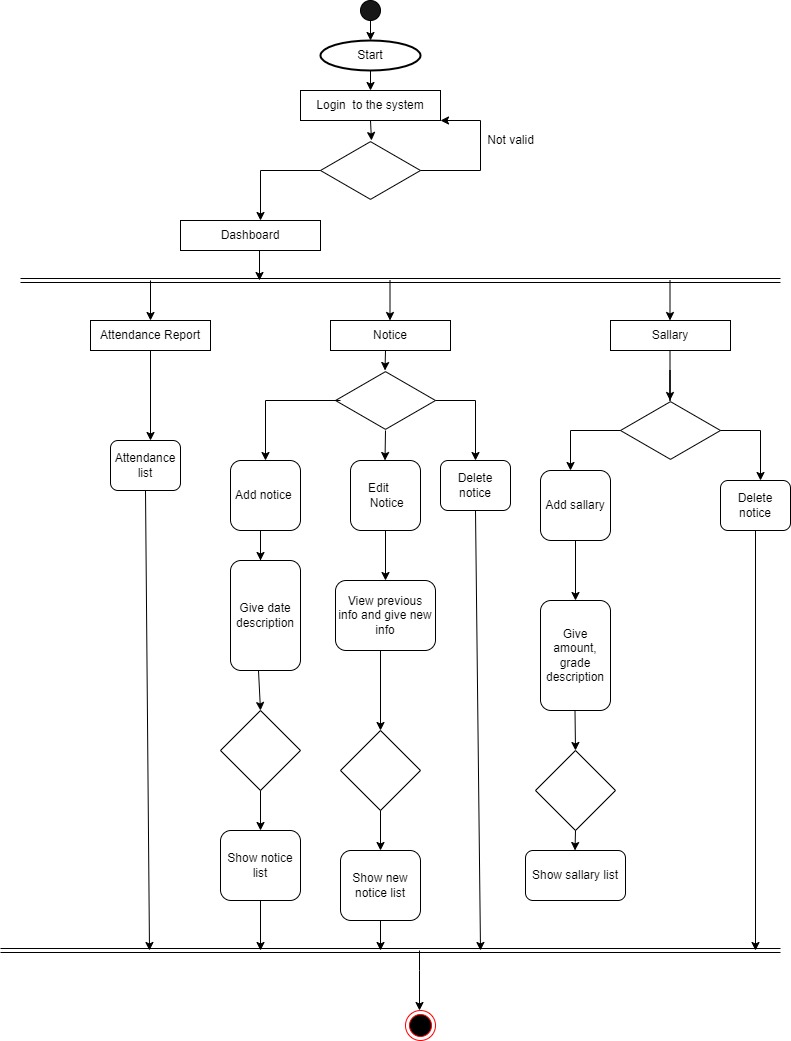 Start
Login to the system
Not valid
Dashboard
Attendance Report
Notice
Sallary
Attendance
list
Add notice
Edit
Notice
Delete
notice
Add sallary
Delete
notice
Give date
description
View previous
info and give new
info
Give
amount,
grade
description
Show notice
list
Show new
notice list
Show sallary list